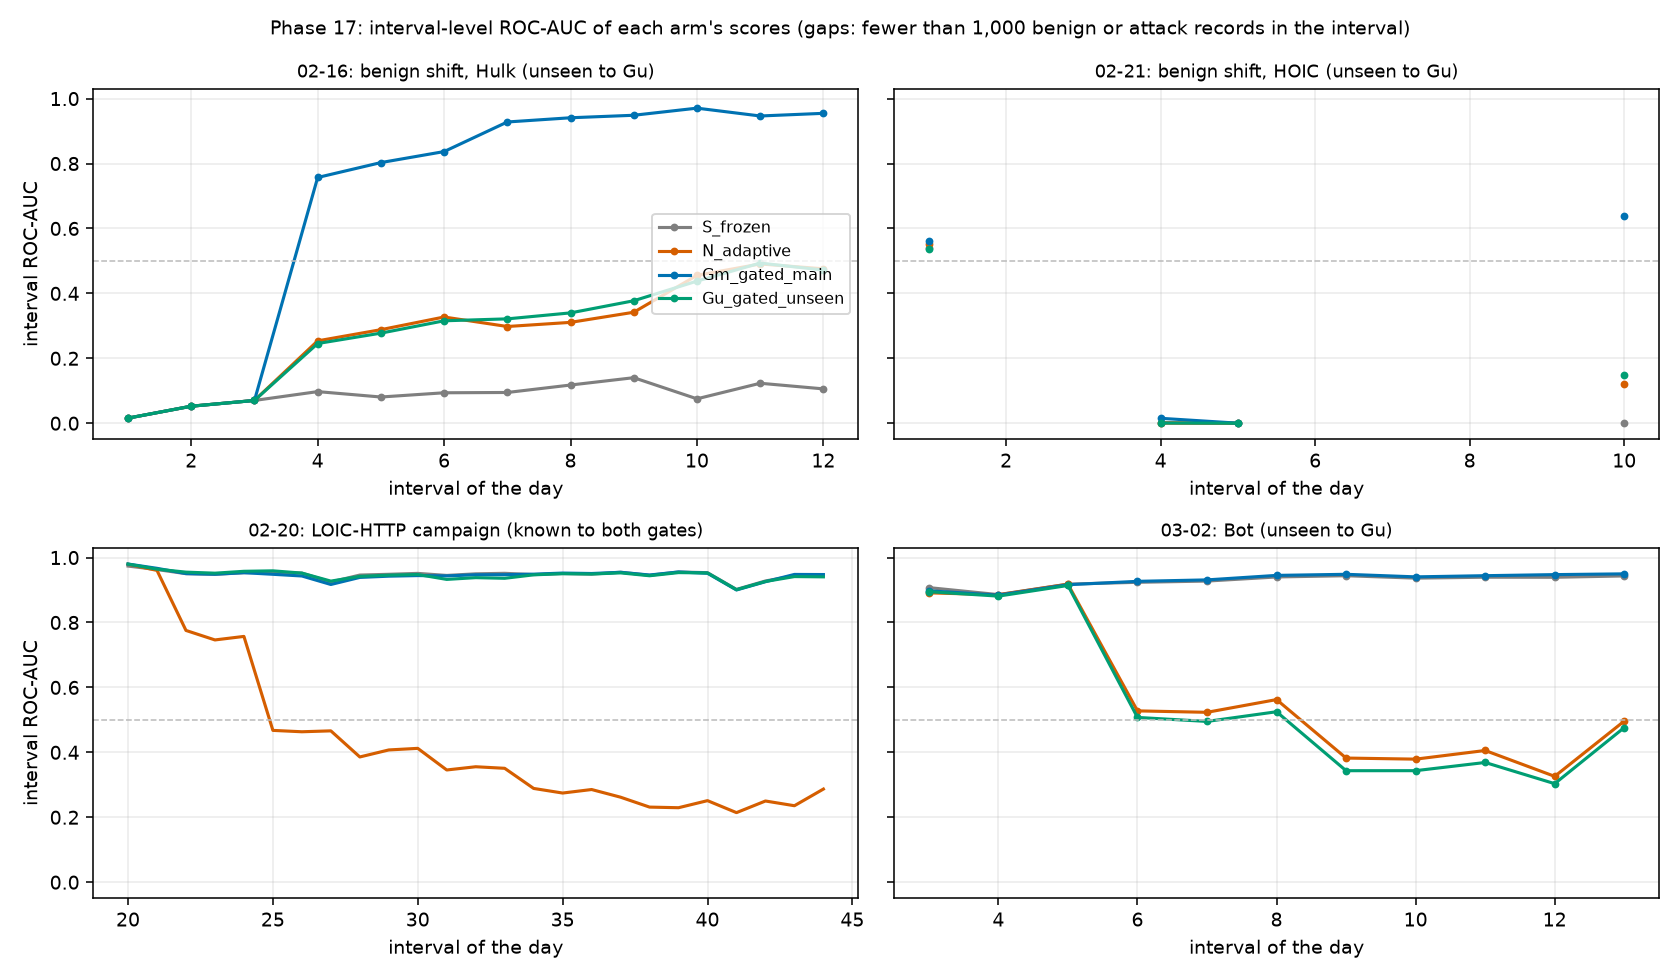 Phase 17: interval-level ROC-AUC of each arm's scores (gaps: fewer than 1,000 benign or attack records in the interval)
02-16: benign shift, Hulk (unseen to Gu)
interval ROC-AUC
1.0
0.8
0.6
0.4
0.2
0.0
S_frozen
N_adaptive
Gm_gated_main
Gu_gated_unseen
2 4 6 8 10 12
interval of the day
02-21: benign shift, HOIC (unseen to Gu)
2 4 6 8 10
interval of the day
02-20: LOIC-HTTP campaign (known to both gates)
interval ROC-AUC
1.0
0.8
0.6
0.4
0.2
0.0
20 25 30 35 40 45
interval of the day
03-02: Bot (unseen to Gu)
4 6 8 10 12
interval of the day